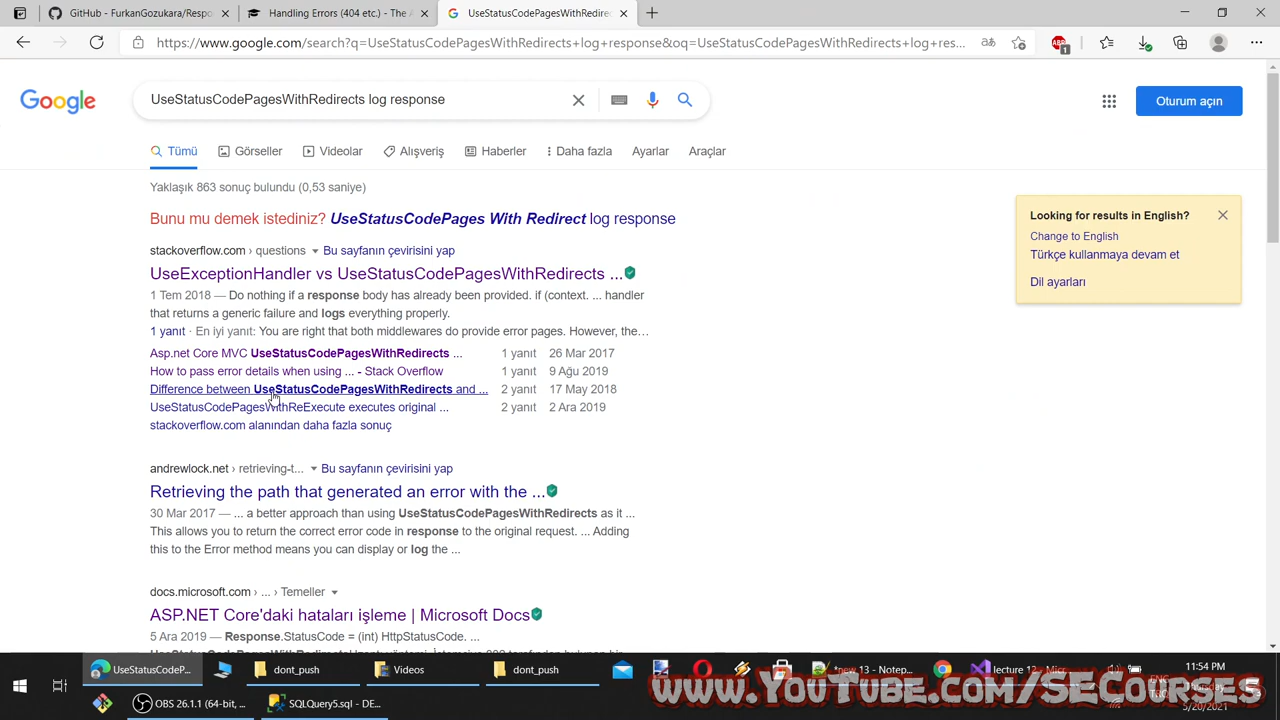 GitHub - FurkanGozukara/Respo
Handling Errors (404 etc.) - The A
UseStatusCodePagesWithRedirec
https://www.google.com/search?q=UseStatusCodePagesWithRedirects+log+response&oq=UseStatusCodePagesWithRedirects+log+res...
Google
UseStatusCodePagesWithRedirects log response
Oturum açın
Tümü
Görseller
Videolar
Alışveriş
Haberler
Daha fazla
Ayarlar
Araçlar
Yaklaşık 863 sonuç bulundu (0,53 saniye)
Bunu mu demek istediniz? UseStatusCodePages With Redirect log response
Looking for results in English?
Change to English
Türkçe kullanmaya devam et
Dil ayarları
stackoverflow.com › questions ▾ Bu sayfanın çevirisini yap
UseExceptionHandler vs UseStatusCodePagesWithRedirects ...
1 Tem 2018 — Do nothing if a response body has already been provided. if (context. ... handler
that returns a generic failure and logs everything properly.
1 yanıt · En iyi yanıt: You are right that both middlewares do provide error pages. However, the…
Asp.net Core MVC UseStatusCodePagesWithRedirects ... 1 yanıt 26 Mar 2017
How to pass error details when using ... - Stack Overflow 1 yanıt 9 Ağu 2019
Difference between UseStatusCodePagesWithRedirects and ... 2 yanıt 17 May 2018
UseStatusCodePagesWithReExecute executes original ... 2 yanıt 2 Ara 2019
stackoverflow.com alanından daha fazla sonuç
andrewlock.net › retrieving-t... ▾ Bu sayfanın çevirisini yap
Retrieving the path that generated an error with the ...
30 Mar 2017 — ... a better approach than using UseStatusCodePagesWithRedirects as it ...
This allows you to return the correct error code in response to the original request. ... Adding
this to the Error method means you can display or log the ...
docs.microsoft.com › ... › Temeller ▾
ASP.NET Core'daki hataları işleme | Microsoft Docs
5 Ara 2019 — Response.StatusCode = (int) HttpStatusCode. ...
UseStatusCodeP...
dont_push
Videos
dont_push
*new 13 - Notep...
lecture 12 - Micr...
11:54 PM
ENG
Thursday
5/20/2021
OBS 26.1.1 (64-bit, ...
SQLQuery5.sql - DE...
www.YouTube.com/SECourses